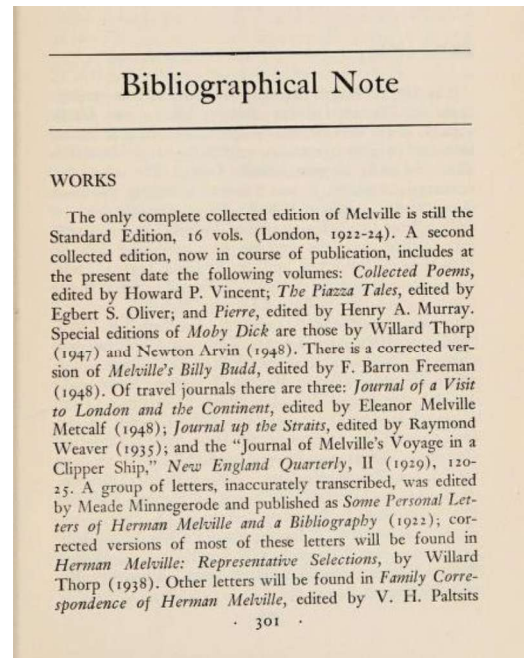 Bibliographical Note
WORKS
The only complete collected edition of Melville is still the
Standard Edition, 16 vols. (London, 1922-24). A second
collected edition, now in course of publication, includes at
the present date the following volumes: Collected Poems,
edited by Howard P. Vincent; The Piazza Tales, edited by
Egbert S. Oliver; and Pierre, edited by Henry A. Murray.
Special editions of Moby Dick are those by Willard Thorp
(1947) and Newton Arvin (1948). There is a corrected ver-
sion of Melville's Billy Budd, edited by F. Barron Freeman
(1948). Of travel journals there are three: Journal of a Visit
to London and the Continent, edited by Eleanor Melville
Metcalf (1948); Journal up the Straits, edited by Raymond
Weaver (1935); and the "Journal of Melville's Voyage in a
Clipper Ship," New England Quarterly, II (1929), 120-
25. A group of letters, inaccurately transcribed, was edited
by Meade Minnegerode and published as Some Personal Let-
ters of Herman Melville and a Bibliography (1922); cor-
rected versions of most of these letters will be found in
Herman Melville: Representative Selections, by Willard
Thorp (1938). Other letters will be found in Family Corre-
spondence of Herman Melville, edited by V. H. Paltsits
· 301 ·